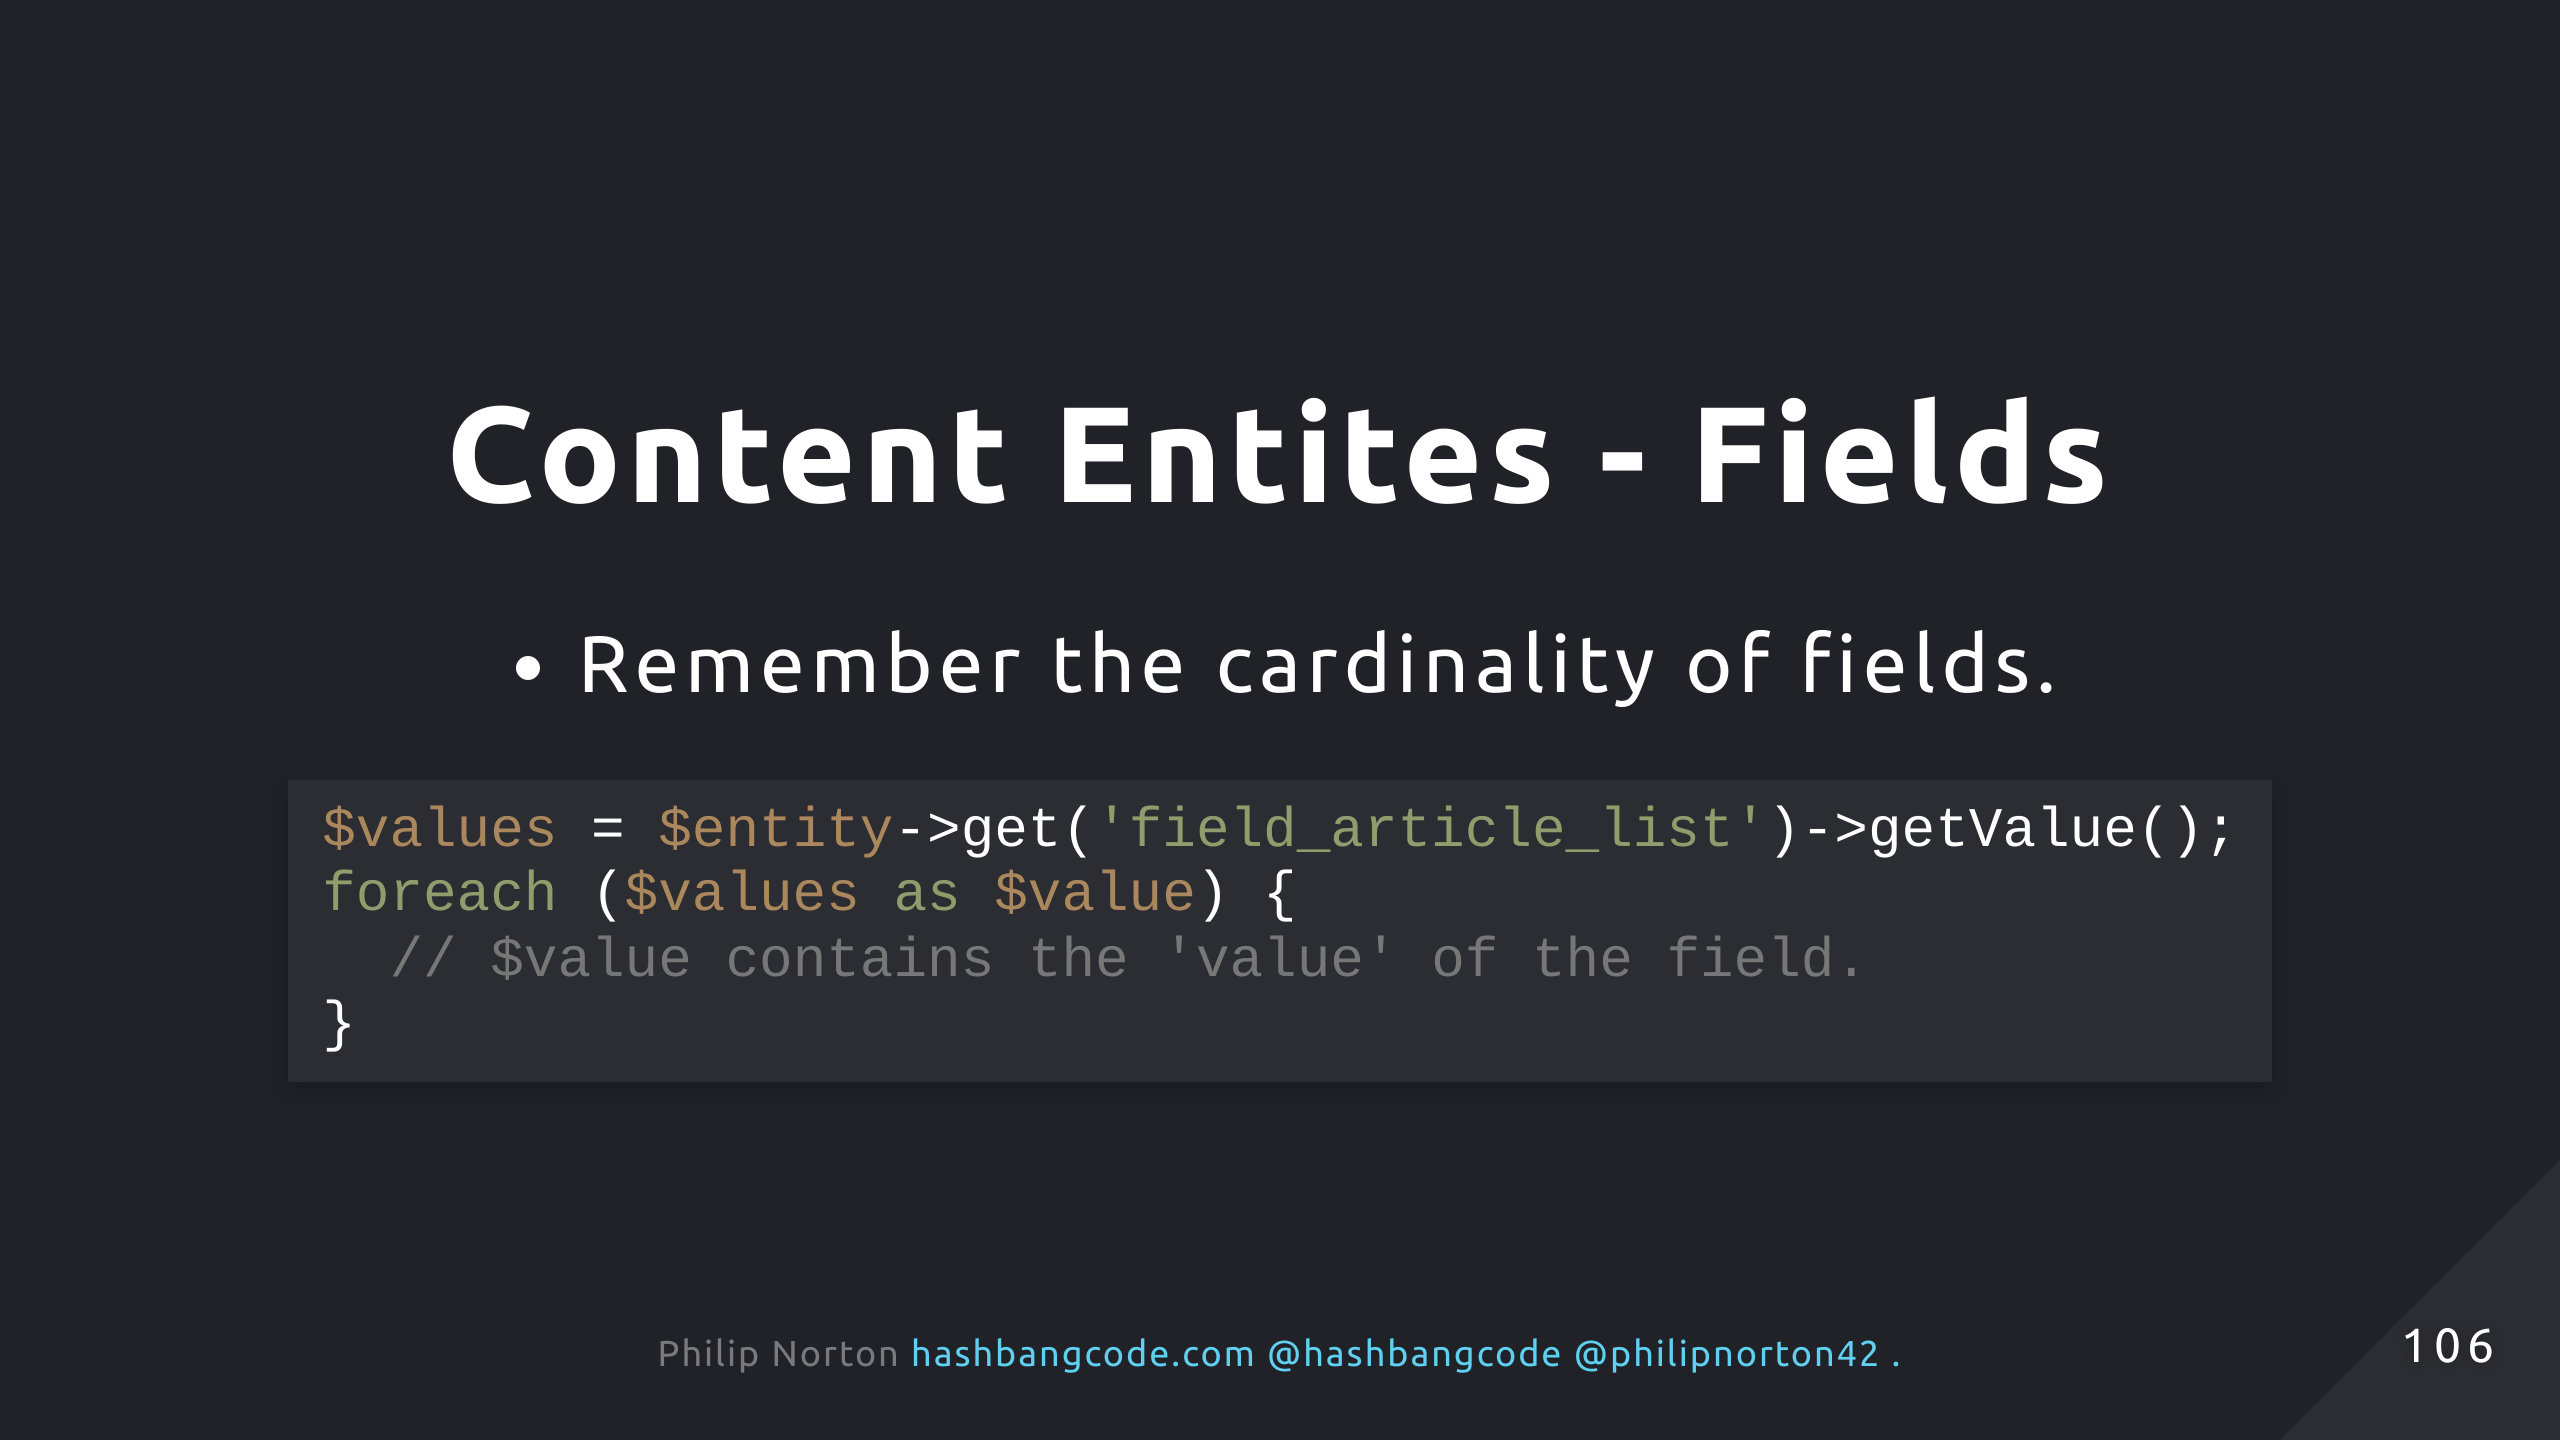 Content Entites - Fields
• Remember the cardinality of fields.
$values = $entity->get('field_article_list')->getValue();
foreach ($values as $value) {
  // $value contains the 'value' of the field.
}
Philip Norton hashbangcode.com @hashbangcode @philipnorton42 .
106